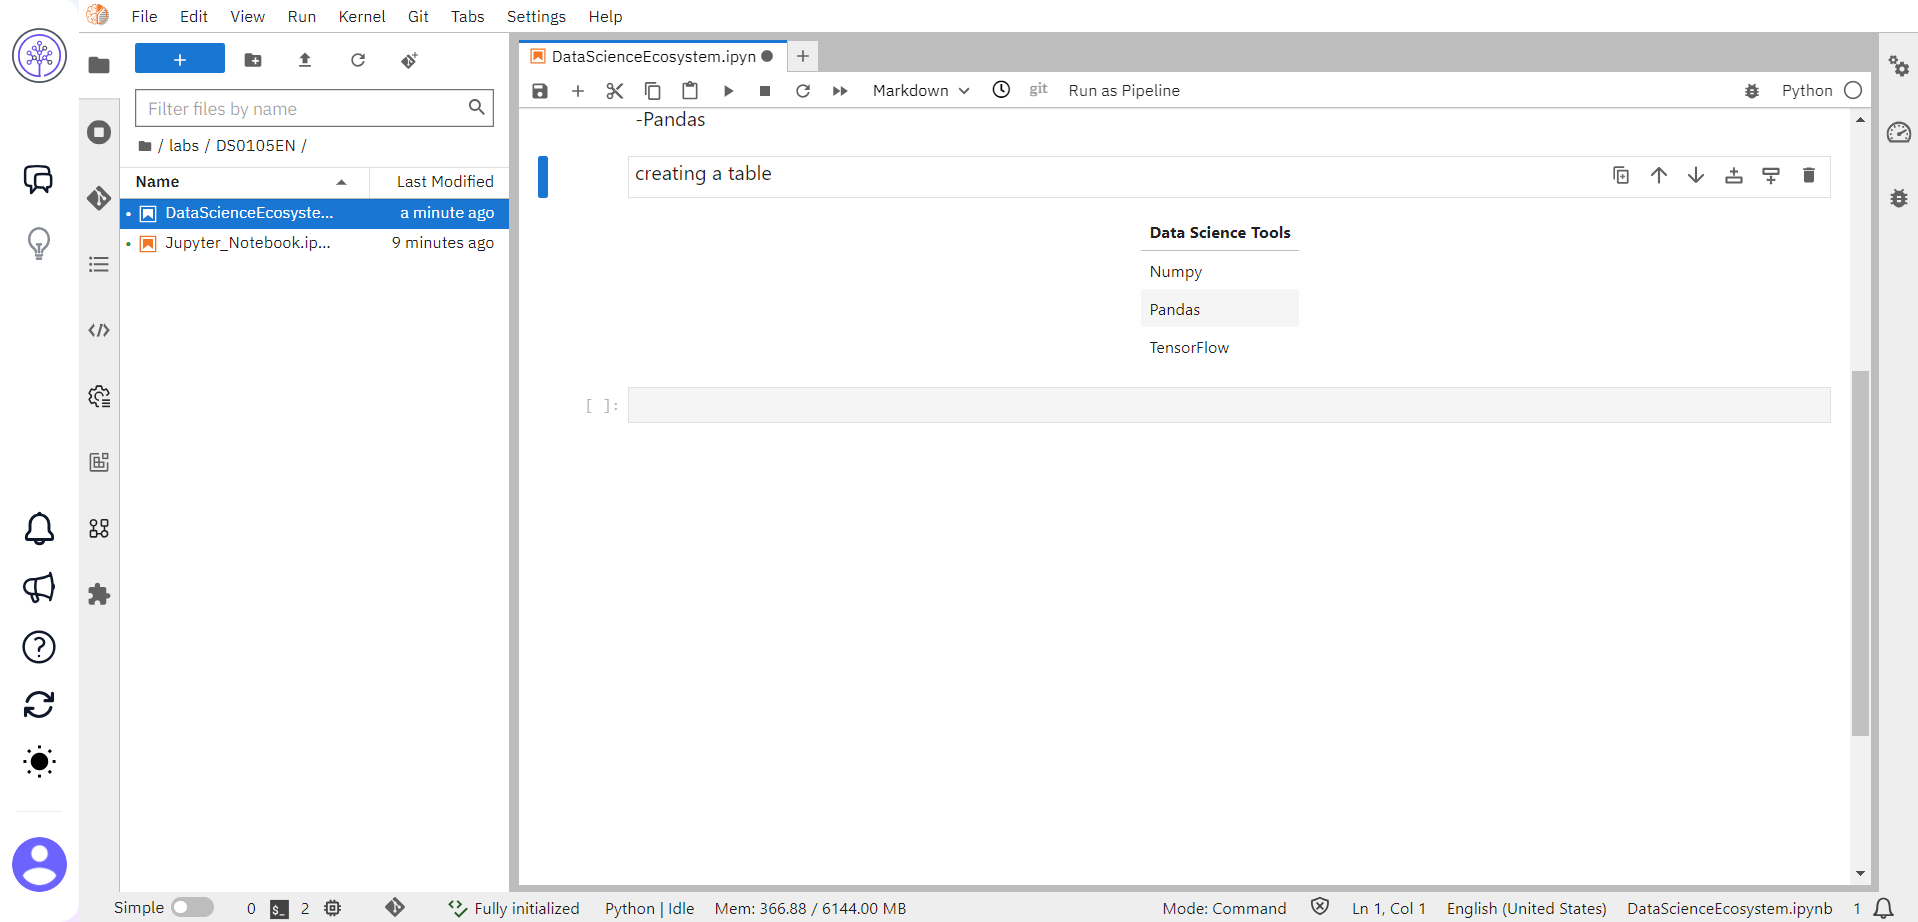 File Edit View Run Kernel Git Tabs Settings Help
DataScienceEcosystem.ipyn
Filter files by name
Markdown
git
Run as Pipeline
Python
/ labs / DS0105EN /
Name
Last Modified
DataScienceEcosyste... a minute ago
Jupyter_Notebook.ip... 9 minutes ago
-Pandas
creating a table
Data Science Tools
Numpy
Pandas
TensorFlow
[ ]:
Simple 0 $_ 2 Fully initialized Python | Idle Mem: 366.88 / 6144.00 MB Mode: Command Ln 1, Col 1 English (United States) DataScienceEcosystem.ipynb 1